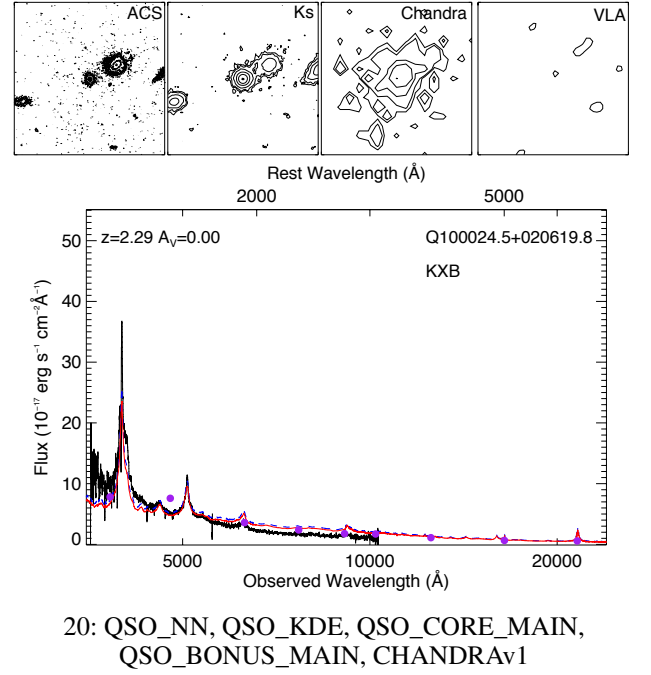 ACS Ks Chandra VLA
Rest Wavelength (Å)
2000 5000
z=2.29 A_V=0.00 Q100024.5+020619.8
KXB
50
40
30
20
10
0
Flux (10⁻¹⁷ erg s⁻¹ cm⁻²Å⁻¹)
5000 10000 20000
Observed Wavelength (Å)
20: QSO_NN, QSO_KDE, QSO_CORE_MAIN,
QSO_BONUS_MAIN, CHANDRAv1